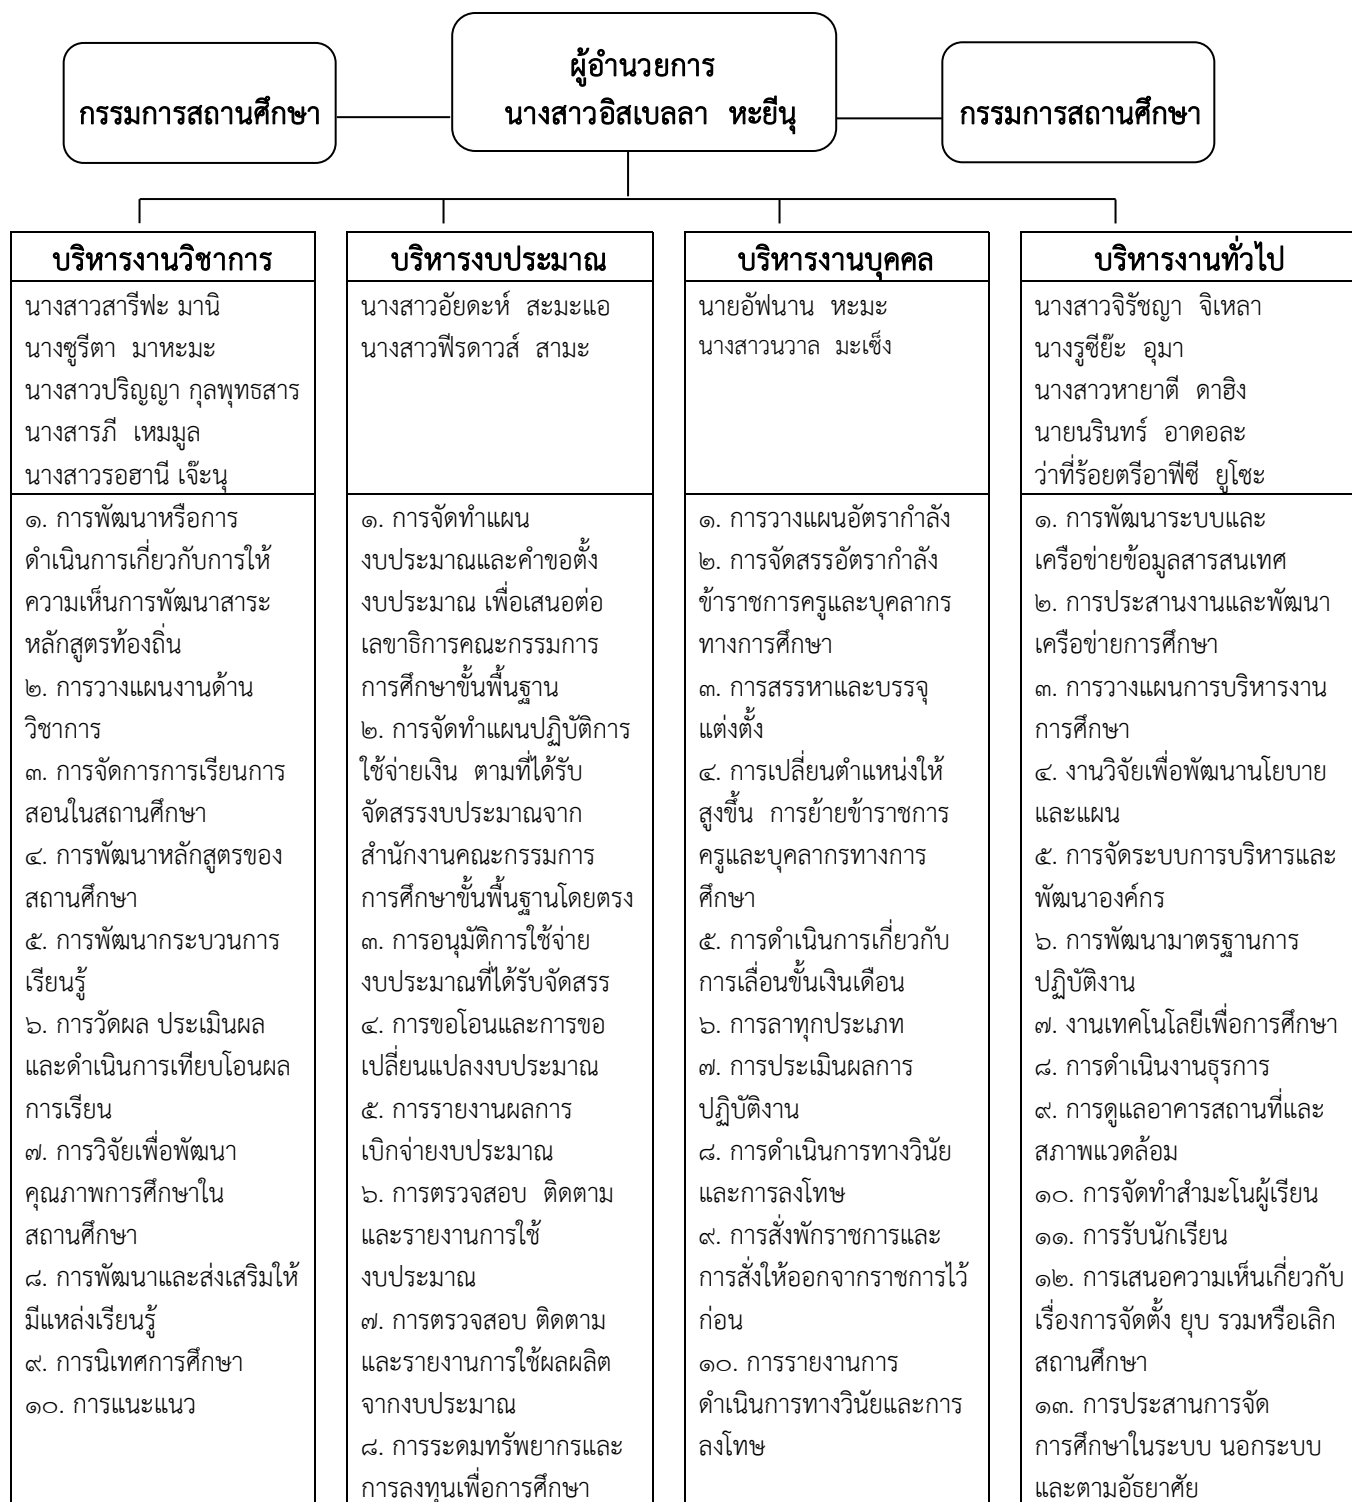 ผู้อำนวยการ
นางสาวอิสเบลลา หะยีนุ
กรรมการสถานศึกษา
กรรมการสถานศึกษา
บริหารงานวิชาการ
นางสาวสารีฟะ มานิ
นางซูรีตา มาหะมะ
นางสาวปริญญา กุลพุทธสาร
นางสารภี เหมมูล
นางสาวรอฮานี เจ๊ะนุ
๑. การพัฒนาหรือการ
ดำเนินการเกี่ยวกับการให้
ความเห็นการพัฒนาสาระ
หลักสูตรท้องถิ่น
๒. การวางแผนงานด้าน
วิชาการ
๓. การจัดการการเรียนการ
สอนในสถานศึกษา
๔. การพัฒนาหลักสูตรของ
สถานศึกษา
๕. การพัฒนากระบวนการ
เรียนรู้
๖. การวัดผล ประเมินผล
และดำเนินการเทียบโอนผล
การเรียน
๗. การวิจัยเพื่อพัฒนา
คุณภาพการศึกษาใน
สถานศึกษา
๘. การพัฒนาและส่งเสริมให้
มีแหล่งเรียนรู้
๙. การนิเทศการศึกษา
๑๐. การแนะแนว
บริหารงบประมาณ
นางสาวอัยดะห์ สะมะแอ
นางสาวฟีรดาวส์ สามะ
๑. การจัดทำแผน
งบประมาณและคำขอตั้ง
งบประมาณ เพื่อเสนอต่อ
เลขาธิการคณะกรรมการ
การศึกษาขั้นพื้นฐาน
๒. การจัดทำแผนปฏิบัติการ
ใช้จ่ายเงิน ตามที่ได้รับ
จัดสรรงบประมาณจาก
สำนักงานคณะกรรมการ
การศึกษาขั้นพื้นฐานโดยตรง
๓. การอนุมัติการใช้จ่าย
งบประมาณที่ได้รับจัดสรร
๔. การขอโอนและการขอ
เปลี่ยนแปลงงบประมาณ
๕. การรายงานผลการ
เบิกจ่ายงบประมาณ
๖. การตรวจสอบ ติดตาม
และรายงานการใช้
งบประมาณ
๗. การตรวจสอบ ติดตาม
และรายงานการใช้ผลผลิต
จากงบประมาณ
๘. การระดมทรัพยากรและ
การลงทุนเพื่อการศึกษา
บริหารงานบุคคล
นายอัฟนาน หะมะ
นางสาวนวาล มะเซ็ง
๑. การวางแผนอัตรากำลัง
๒. การจัดสรรอัตรากำลัง
ข้าราชการครูและบุคลากร
ทางการศึกษา
๓. การสรรหาและบรรจุ
แต่งตั้ง
๔. การเปลี่ยนตำแหน่งให้
สูงขึ้น การย้ายข้าราชการ
ครูและบุคลากรทางการ
ศึกษา
๕. การดำเนินการเกี่ยวกับ
การเลื่อนขั้นเงินเดือน
๖. การลาทุกประเภท
๗. การประเมินผลการ
ปฏิบัติงาน
๘. การดำเนินการทางวินัย
และการลงโทษ
๙. การสั่งพักราชการและ
การสั่งให้ออกจากราชการไว้
ก่อน
๑๐. การรายงานการ
ดำเนินการทางวินัยและการ
ลงโทษ
บริหารงานทั่วไป
นางสาวจิรัชญา จิเหลา
นางรูซีย๊ะ อุมา
นางสาวหายาตี ดาฮิง
นายนรินทร์ อาดอละ
ว่าที่ร้อยตรีอาฟีซี ยูโซะ
๑. การพัฒนาระบบและ
เครือข่ายข้อมูลสารสนเทศ
๒. การประสานงานและพัฒนา
เครือข่ายการศึกษา
๓. การวางแผนการบริหารงาน
การศึกษา
๔. งานวิจัยเพื่อพัฒนานโยบาย
และแผน
๕. การจัดระบบการบริหารและ
พัฒนาองค์กร
๖. การพัฒนามาตรฐานการ
ปฏิบัติงาน
๗. งานเทคโนโลยีเพื่อการศึกษา
๘. การดำเนินงานธุรการ
๙. การดูแลอาคารสถานที่และ
สภาพแวดล้อม
๑๐. การจัดทำสำมะโนผู้เรียน
๑๑. การรับนักเรียน
๑๒. การเสนอความเห็นเกี่ยวกับ
เรื่องการจัดตั้ง ยุบ รวมหรือเลิก
สถานศึกษา
๑๓. การประสานการจัด
การศึกษาในระบบ นอกระบบ
และตามอัธยาศัย